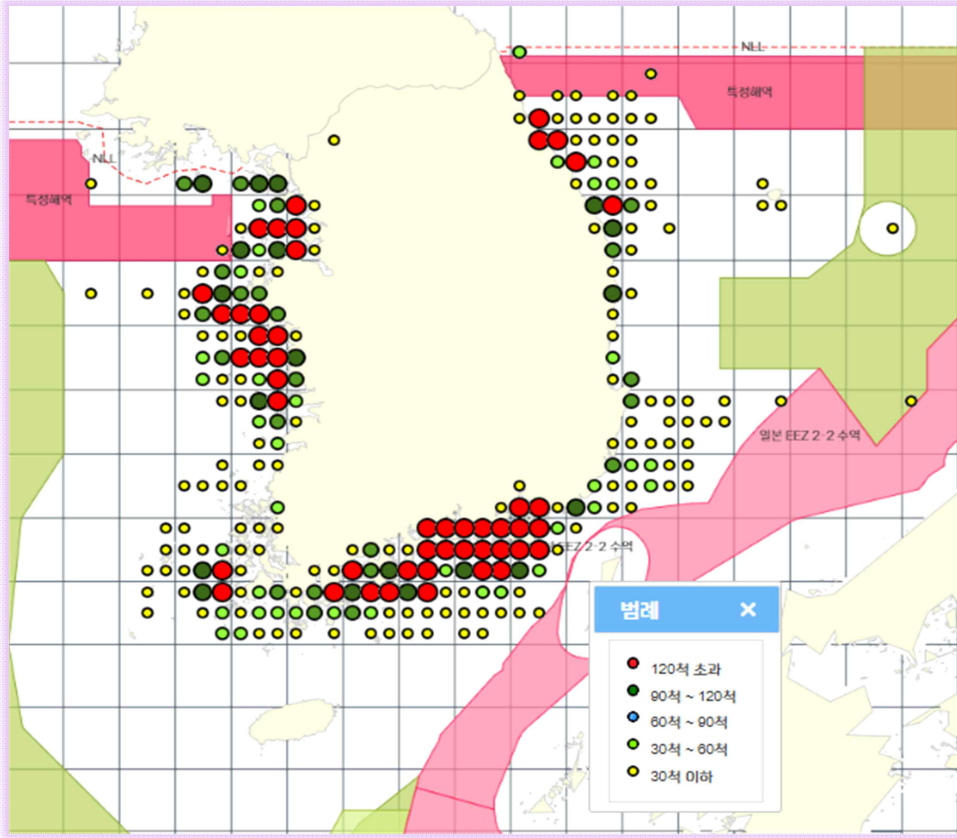 NLL
특정해역
NLL
특정해역
일본 EEZ 2-2 수역
EEZ 2-2 수역
범례 ×
120척 초과
90척 ~ 120척
60척 ~ 90척
30척 ~ 60척
30척 이하